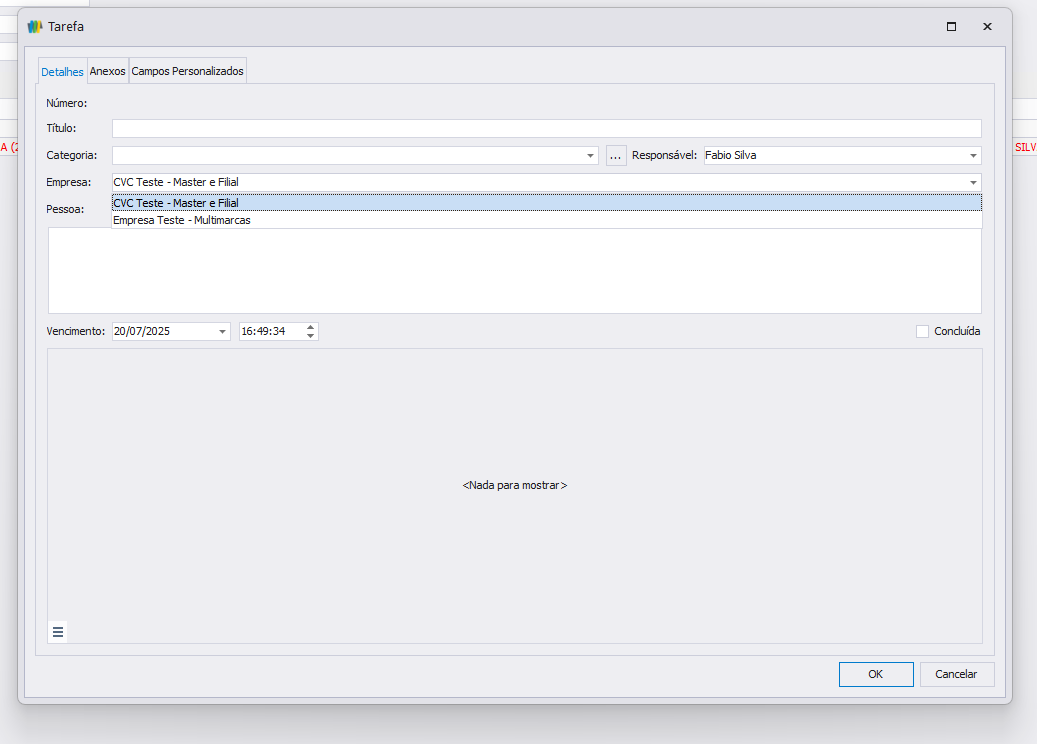 Tarefa
Detalhes Anexos Campos Personalizados
Número:
Título:
A (2
SILV
Categoria: ... Responsável: Fabio Silva
Empresa: CVC Teste - Master e Filial
CVC Teste - Master e Filial
Pessoa:
Empresa Teste - Multimarcas
Vencimento: 20/07/2025 16:49:34 Concluída
<Nada para mostrar>
OK Cancelar